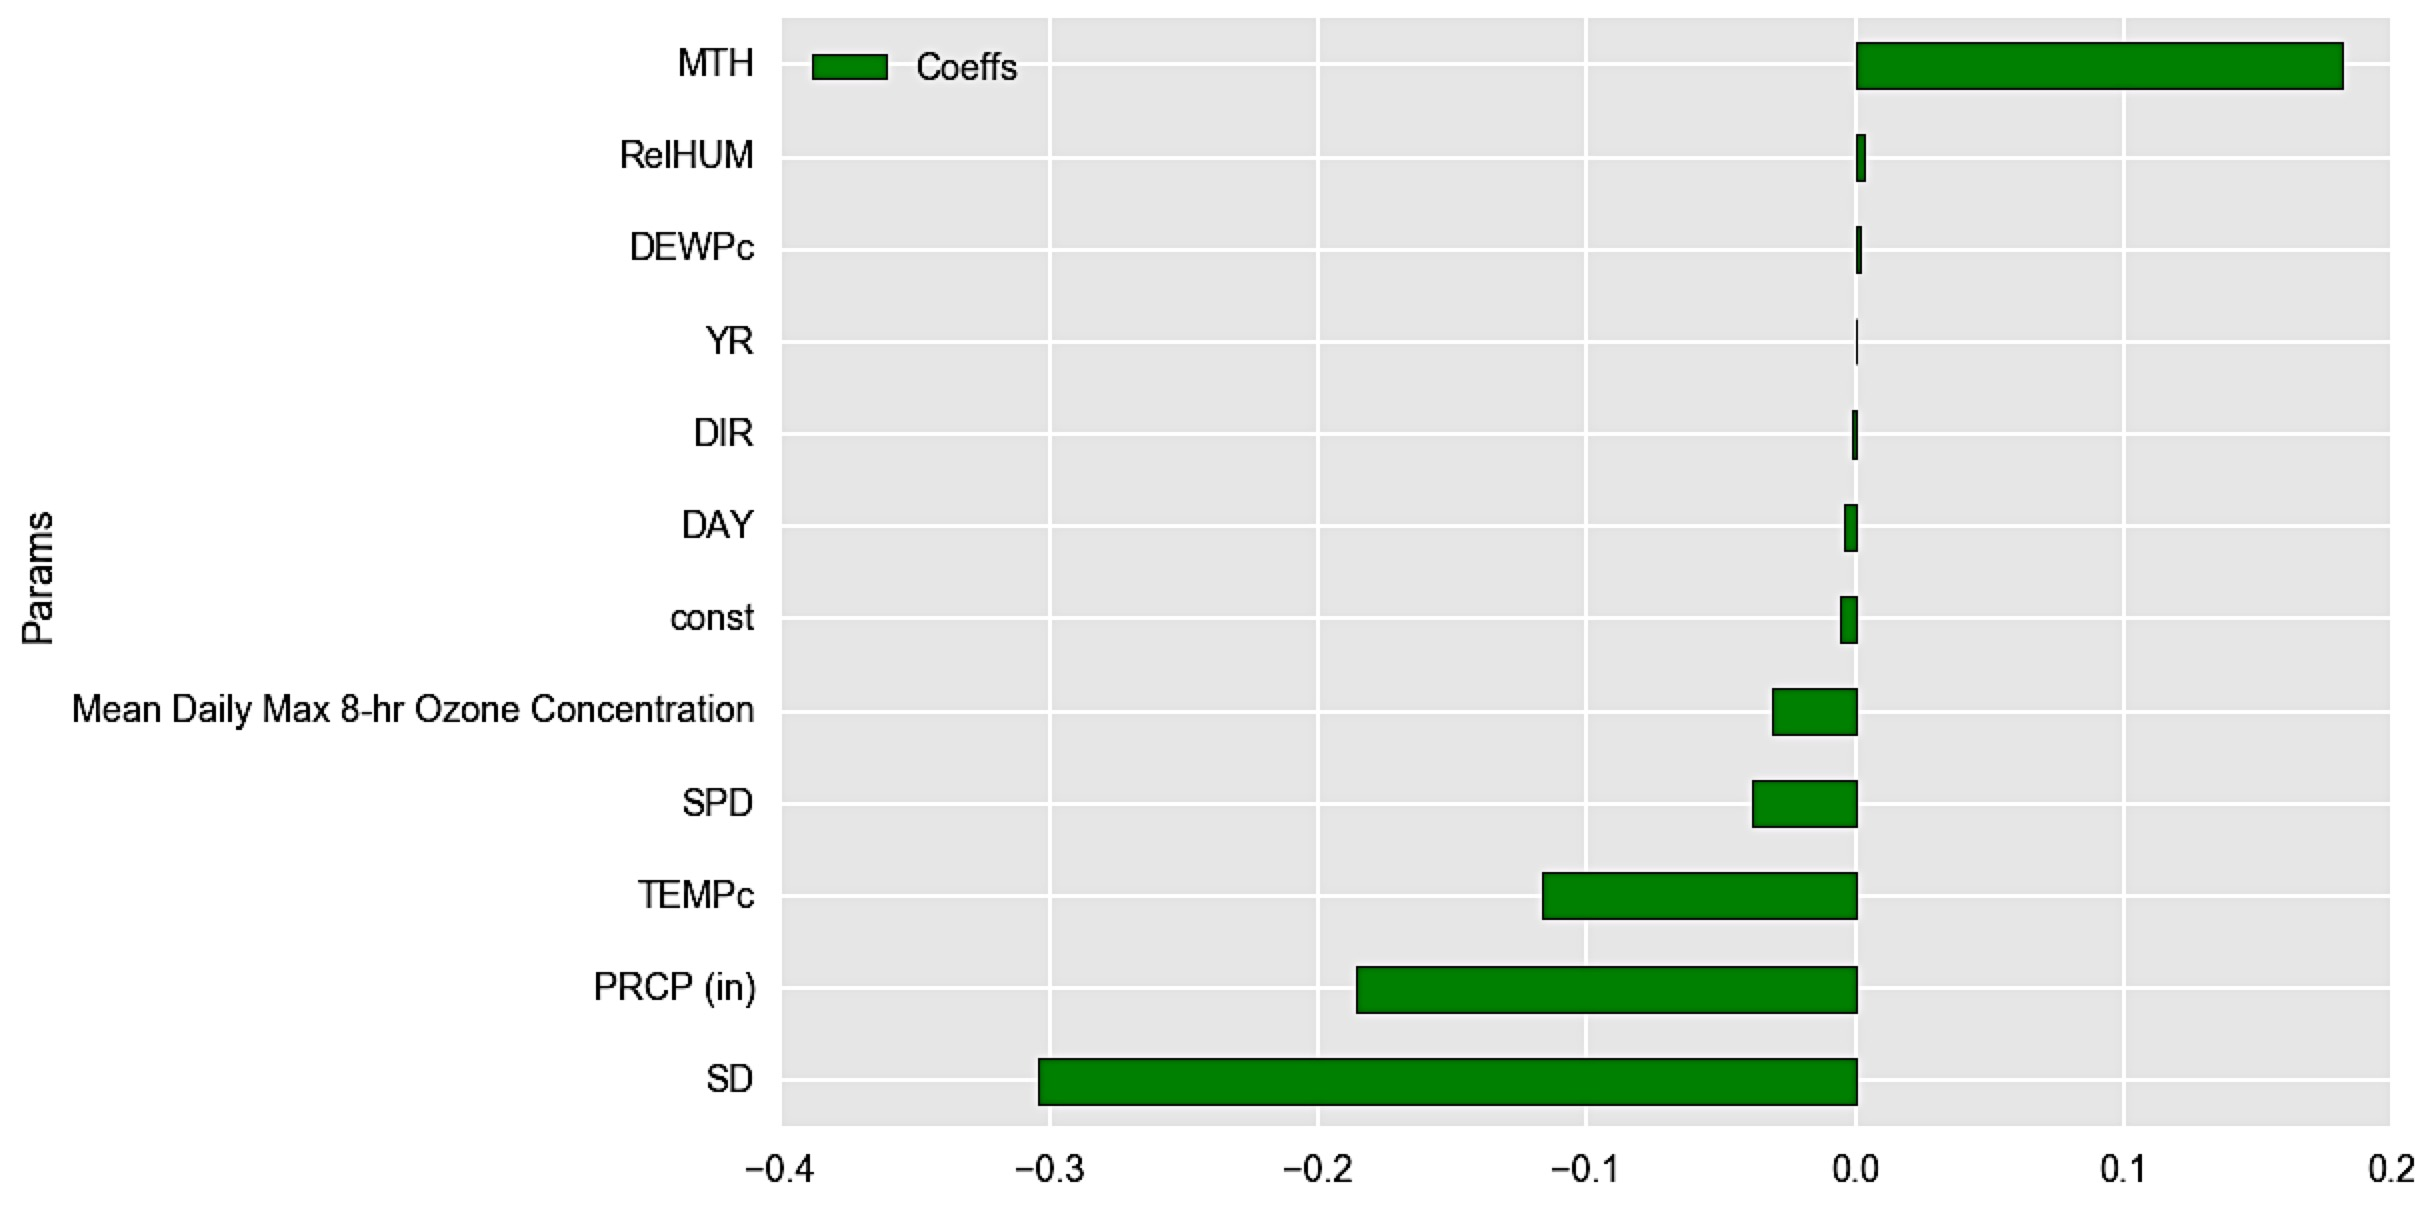 MTH
Coeffs
RelHUM
DEWPc
YR
DIR
DAY
const
Params
Mean Daily Max 8-hr Ozone Concentration
SPD
TEMPc
PRCP (in)
SD
−0.4 −0.3 −0.2 −0.1 0.0 0.1 0.2